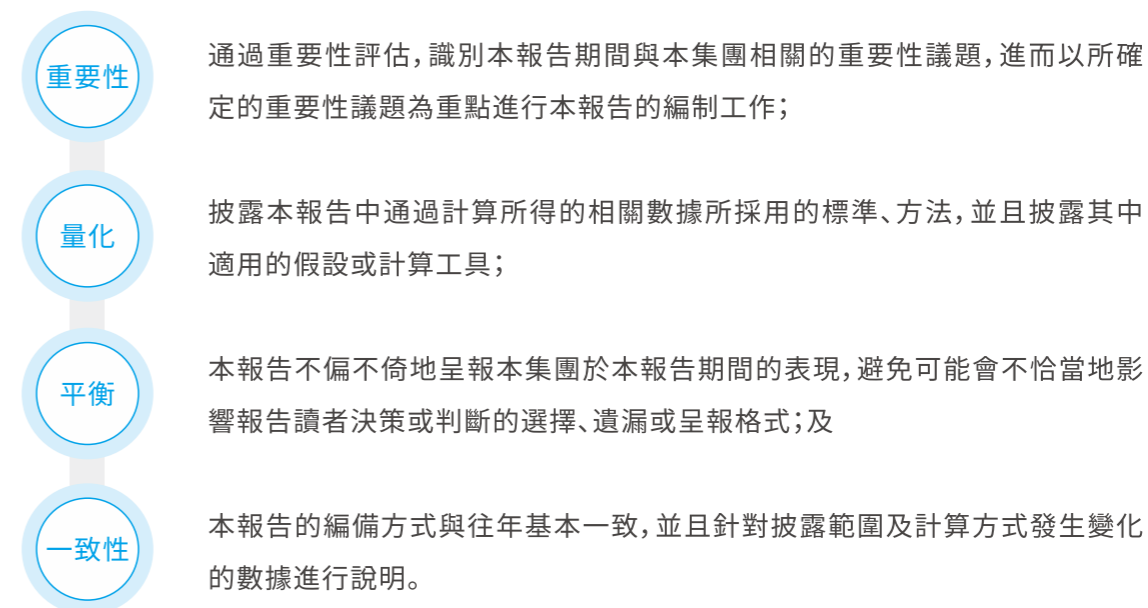 重要性
通過重要性評估，識別本報告期間與本集團相關的重要性議題，進而以所確
定的重要性議題為重點進行本報告的編制工作；
量化
披露本報告中通過計算所得的相關數據所採用的標準、方法，並且披露其中
適用的假設或計算工具；
平衡
本報告不偏不倚地呈報本集團於本報告期間的表現，避免可能會不恰當地影
響報告讀者決策或判斷的選擇、遺漏或呈報格式；及
一致性
本報告的編備方式與往年基本一致，並且針對披露範圍及計算方式發生變化
的數據進行說明。